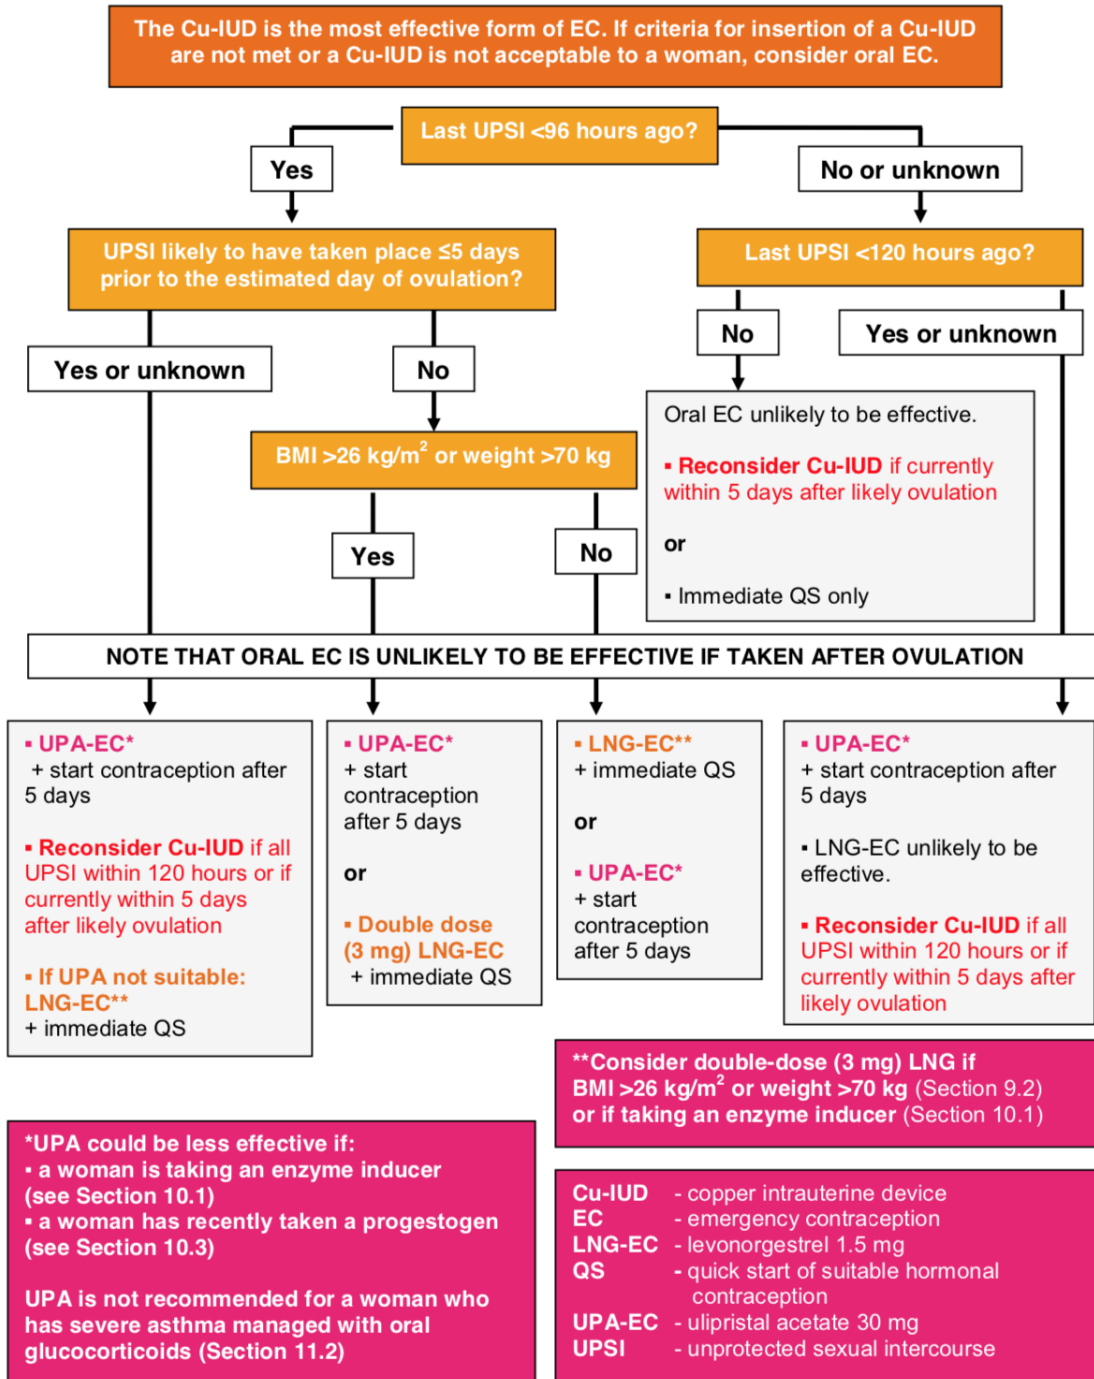 The Cu-IUD is the most effective form of EC. If criteria for insertion of a Cu-IUD
are not met or a Cu-IUD is not acceptable to a woman, consider oral EC.
Last UPSI <96 hours ago?
Yes
No or unknown
UPSI likely to have taken place ≤5 days
prior to the estimated day of ovulation?
Last UPSI <120 hours ago?
Yes or unknown
No
No
Yes or unknown
BMI >26 kg/m² or weight >70 kg
Yes
No
Oral EC unlikely to be effective.
▪ Reconsider Cu-IUD if currently
within 5 days after likely ovulation
or
▪ Immediate QS only
NOTE THAT ORAL EC IS UNLIKELY TO BE EFFECTIVE IF TAKEN AFTER OVULATION
▪ UPA-EC*
+ start contraception after
5 days
▪ Reconsider Cu-IUD if all
UPSI within 120 hours or if
currently within 5 days
after likely ovulation
▪ If UPA not suitable:
LNG-EC**
+ immediate QS
▪ UPA-EC*
+ start
contraception
after 5 days
or
▪ Double dose
(3 mg) LNG-EC
+ immediate QS
▪ LNG-EC**
+ immediate QS
or
▪ UPA-EC*
+ start
contraception
after 5 days
▪ UPA-EC*
+ start contraception after
5 days
▪ LNG-EC unlikely to be
effective.
▪ Reconsider Cu-IUD if all
UPSI within 120 hours or if
currently within 5 days after
likely ovulation
**Consider double-dose (3 mg) LNG if
BMI >26 kg/m² or weight >70 kg (Section 9.2)
or if taking an enzyme inducer (Section 10.1)
*UPA could be less effective if:
▪ a woman is taking an enzyme inducer
(see Section 10.1)
▪ a woman has recently taken a progestogen
(see Section 10.3)
UPA is not recommended for a woman who
has severe asthma managed with oral
glucocorticoids (Section 11.2)
Cu-IUD - copper intrauterine device
EC - emergency contraception
LNG-EC - levonorgestrel 1.5 mg
QS - quick start of suitable hormonal
contraception
UPA-EC - ulipristal acetate 30 mg
UPSI - unprotected sexual intercourse